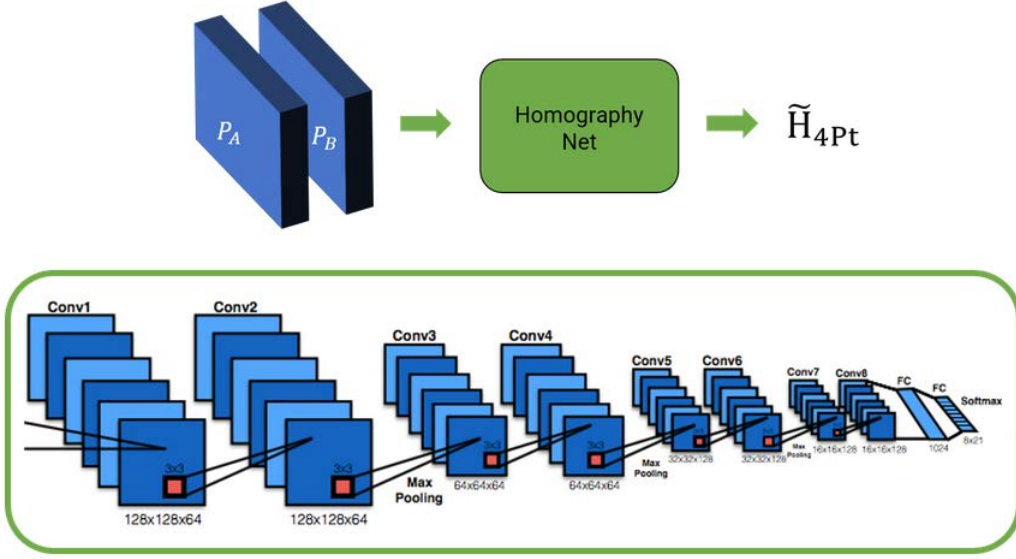 P_A
P_B
Homography
Net
H̃_4Pt
Conv1
Conv2
Conv3
Conv4
Conv5
Conv6
Conv7
Conv8
FC
FC
Softmax
3x3
3x3
3x3
3x3
Max
Pooling
Max
Pooling
Max
Pooling
128x128x64
128x128x64
64x64x64
64x64x64
32x32x128
32x32x128
16x16x128
16x16x128
1024
8x21